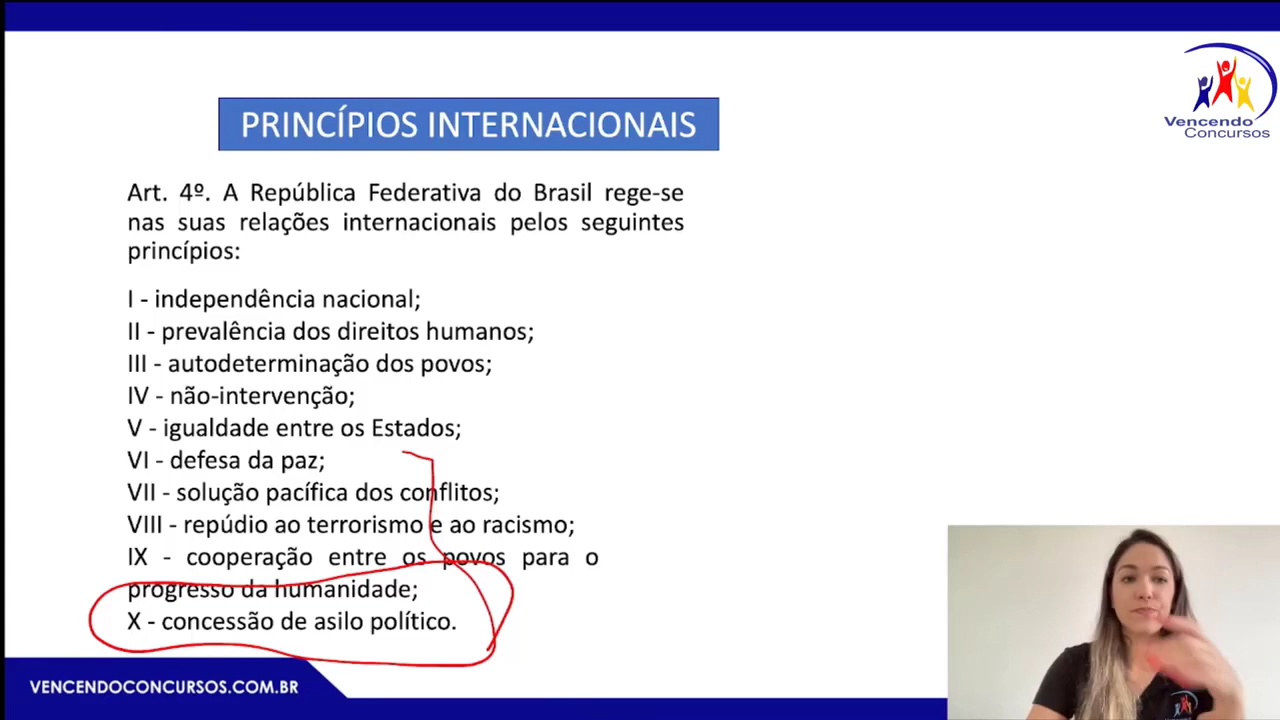 Vencendo
Concursos
PRINCÍPIOS INTERNACIONAIS
Art. 4º. A República Federativa do Brasil rege-se
nas suas relações internacionais pelos seguintes
princípios:
I - independência nacional;
II - prevalência dos direitos humanos;
III - autodeterminação dos povos;
IV - não-intervenção;
V - igualdade entre os Estados;
VI - defesa da paz;
VII - solução pacífica dos conflitos;
VIII - repúdio ao terrorismo e ao racismo;
IX - cooperação entre os povos para o
progresso da humanidade;
X - concessão de asilo político.
VENCENDOCONCURSOS.COM.BR